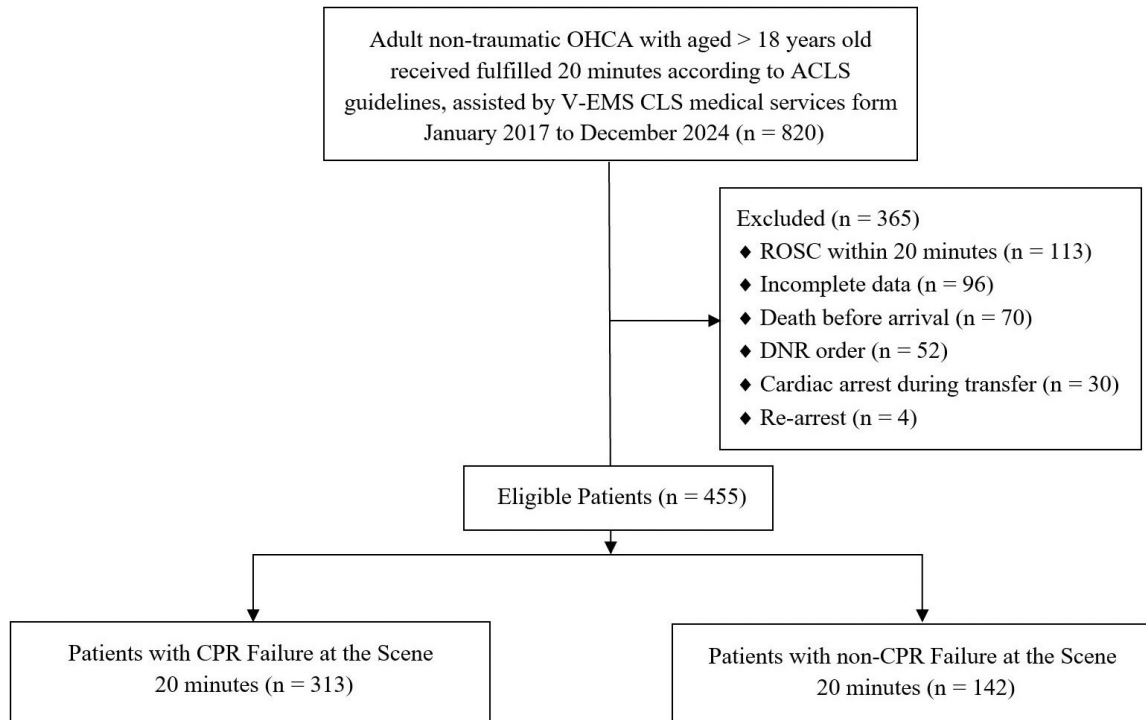 Adult non-traumatic OHCA with aged > 18 years old
received fulfilled 20 minutes according to ACLS
guidelines, assisted by V-EMS CLS medical services form
January 2017 to December 2024 (n = 820)
Excluded (n = 365)
♦ ROSC within 20 minutes (n = 113)
♦ Incomplete data (n = 96)
♦ Death before arrival (n = 70)
♦ DNR order (n = 52)
♦ Cardiac arrest during transfer (n = 30)
♦ Re-arrest (n = 4)
Eligible Patients (n = 455)
Patients with CPR Failure at the Scene
20 minutes (n = 313)
Patients with non-CPR Failure at the Scene
20 minutes (n = 142)